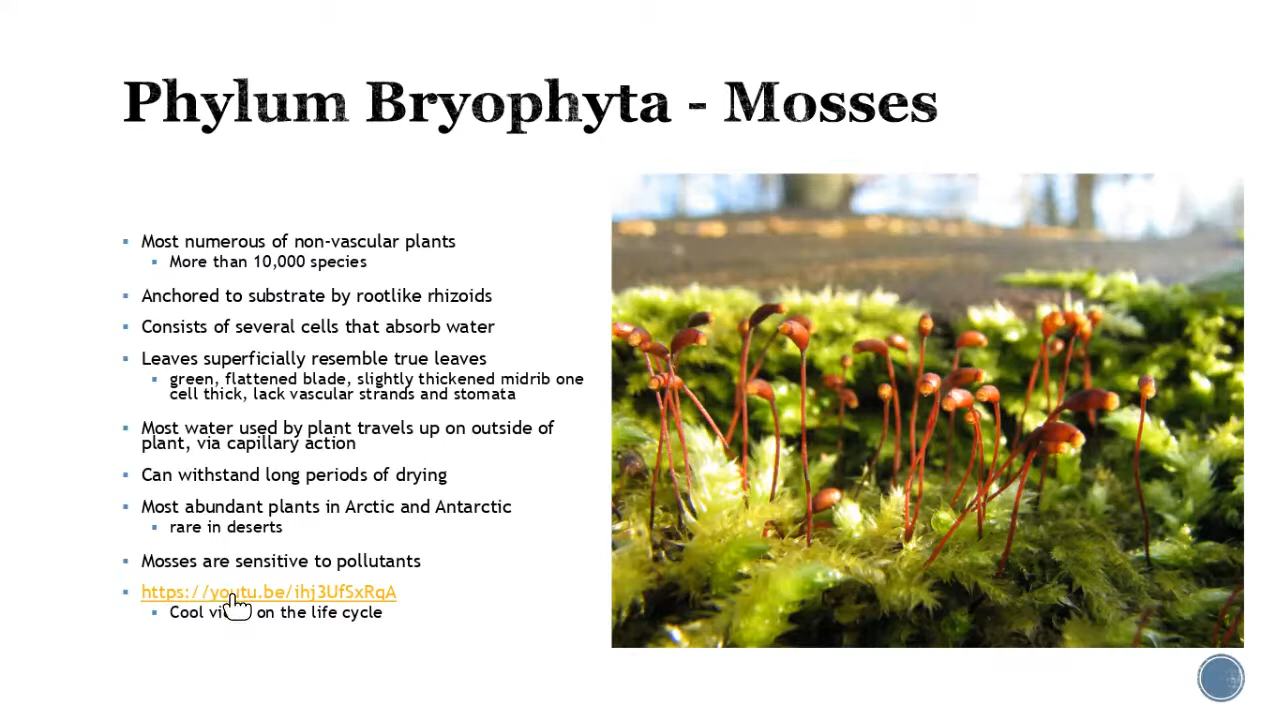 Phylum Bryophyta - Mosses
Most numerous of non-vascular plants
More than 10,000 species
Anchored to substrate by rootlike rhizoids
Consists of several cells that absorb water
Leaves superficially resemble true leaves
green, flattened blade, slightly thickened midrib one
cell thick, lack vascular strands and stomata
Most water used by plant travels up on outside of
plant, via capillary action
Can withstand long periods of drying
Most abundant plants in Arctic and Antarctic
rare in deserts
Mosses are sensitive to pollutants
https://youtu.be/ihj3UfSxRqA
Cool on the life cycle